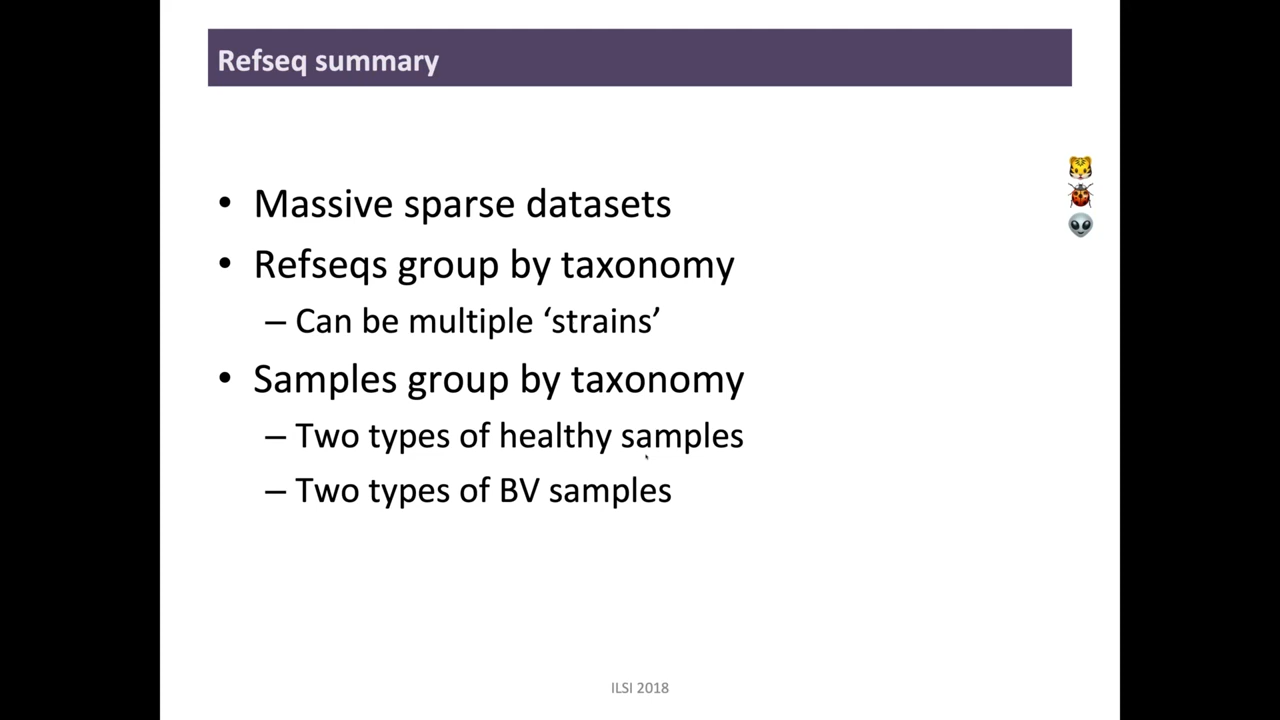 Refseq summary
• Massive sparse datasets
• Refseqs group by taxonomy
– Can be multiple ‘strains’
• Samples group by taxonomy
– Two types of healthy samples
– Two types of BV samples
ILSI 2018